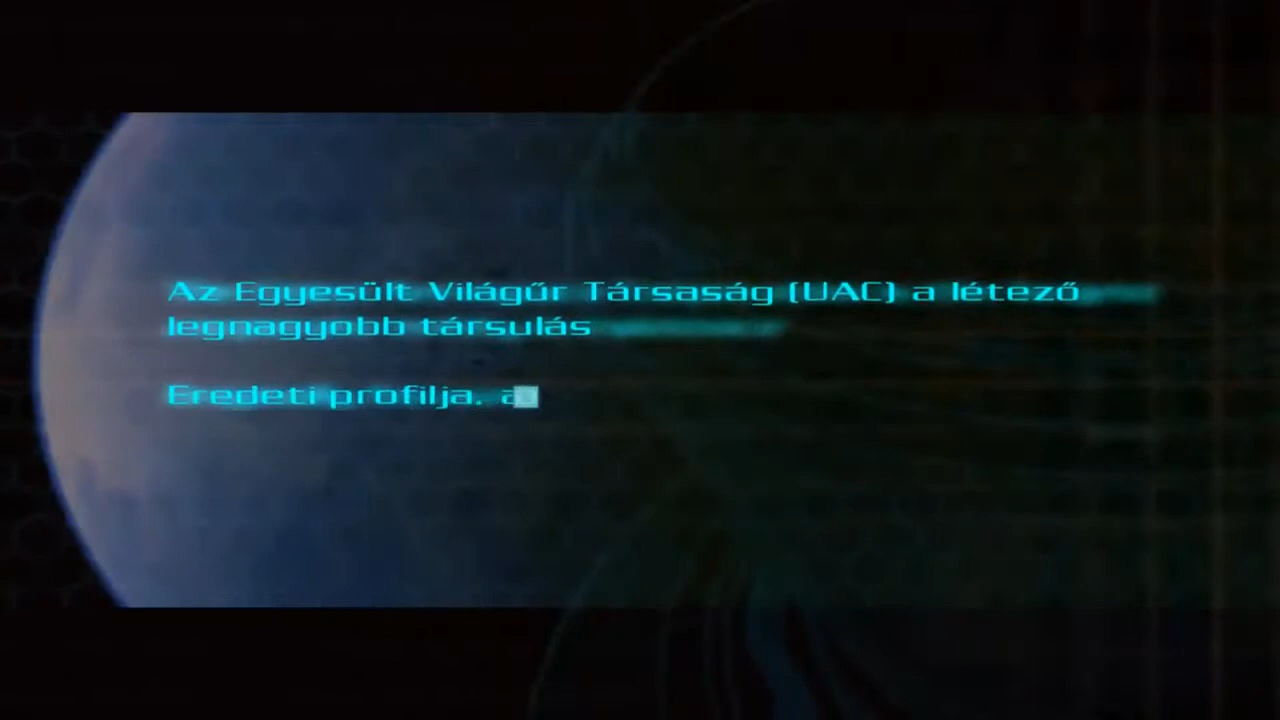 Az Egyesült Világűr Társaság (UAC) a létező
legnagyobb társulás
Eredeti profilja, a